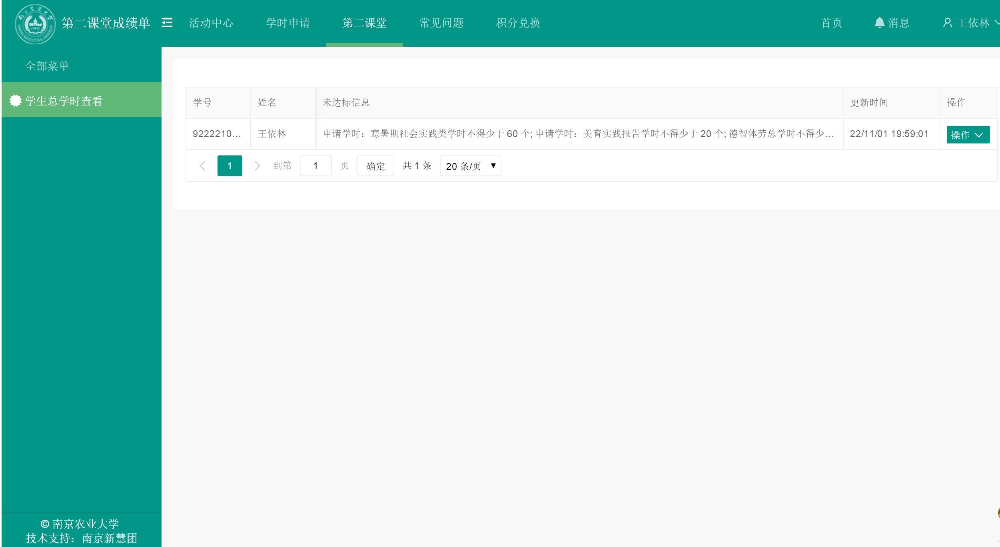 第二课堂成绩单 活动中心 学时申请 第二课堂 常见问题 积分兑换 首页 消息 王依林
全部菜单
学生总学时查看
学号 姓名 未达标信息 更新时间 操作
9222210... 王依林 申请学时：寒暑期社会实践类学时不得少于 60 个; 申请学时：美育实践报告学时不得少于 20 个; 德智体劳总学时不得少... 22/11/01 19:59:01 操作
1 到第 1 页 确定 共 1 条 20 条/页
© 南京农业大学
技术支持：南京新慧团